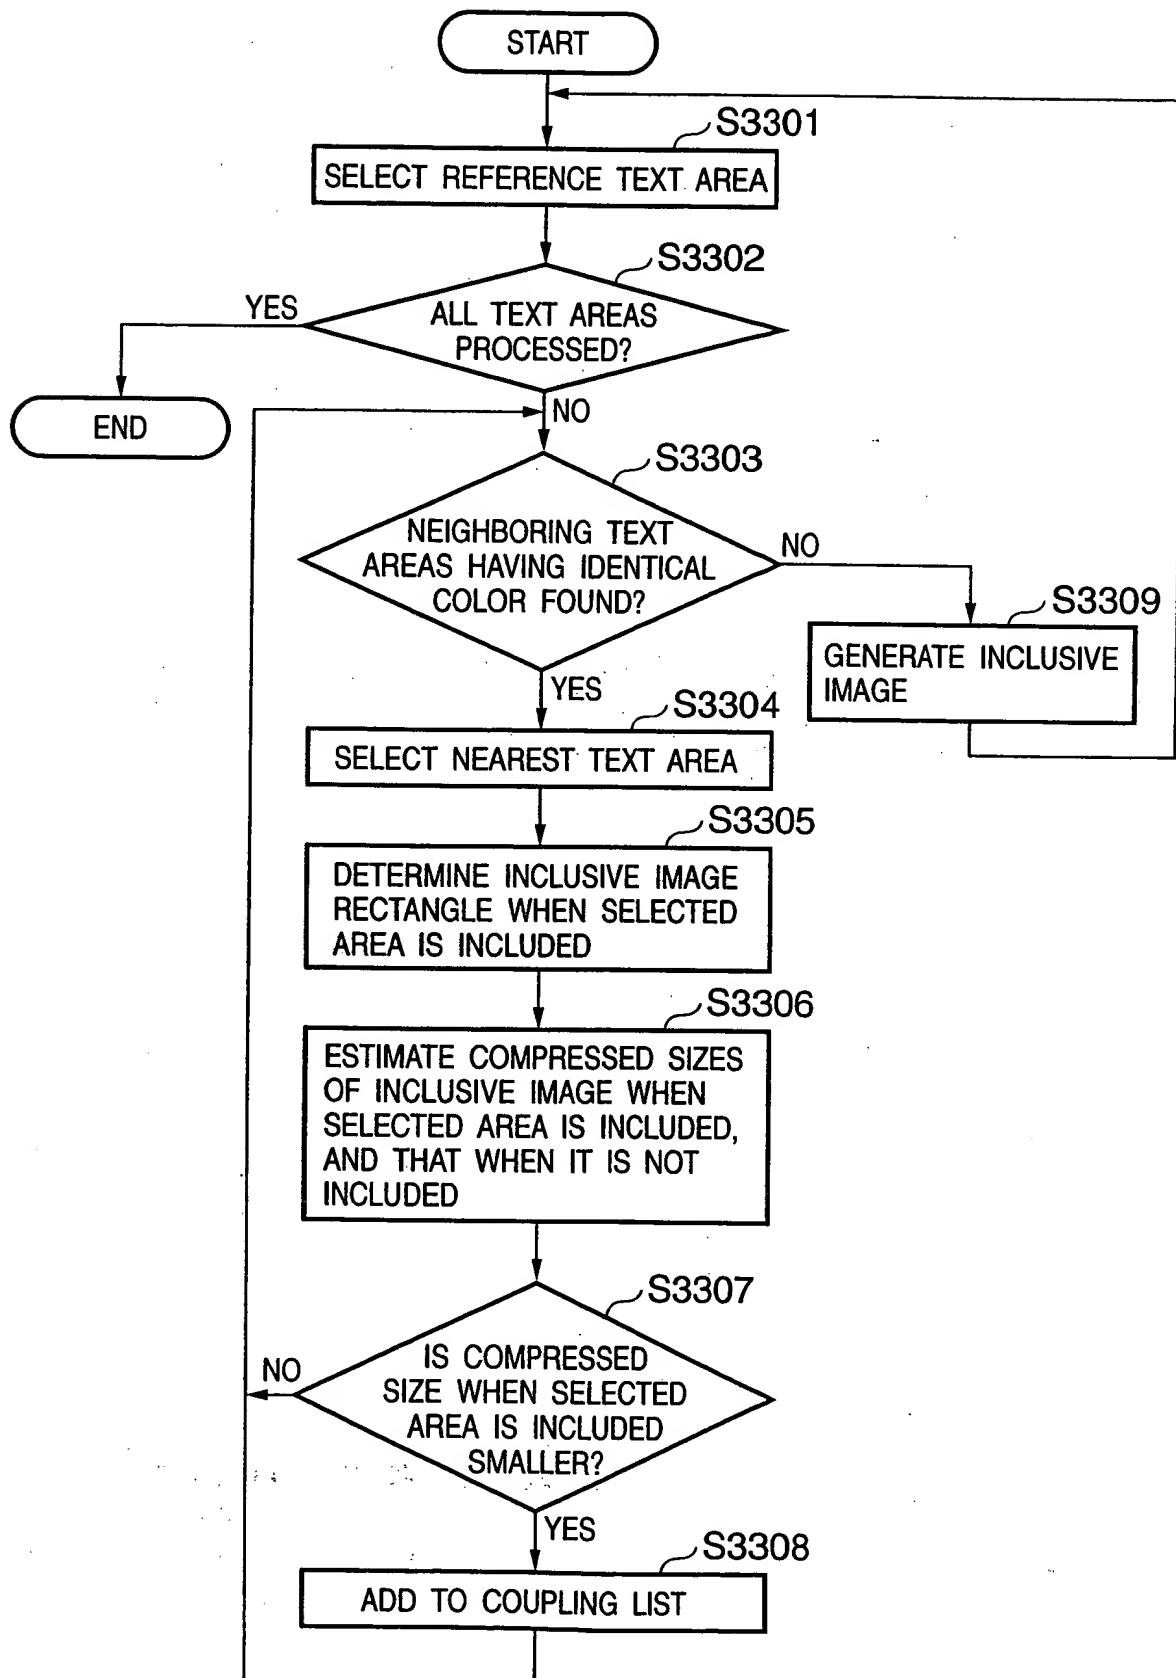 START
S3301
SELECT REFERENCE TEXT AREA
S3302
YES
ALL TEXT AREAS
PROCESSED?
END
NO
S3303
NEIGHBORING TEXT
AREAS HAVING IDENTICAL
COLOR FOUND?
NO
S3309
GENERATE INCLUSIVE
IMAGE
YES
S3304
SELECT NEAREST TEXT AREA
S3305
DETERMINE INCLUSIVE IMAGE
RECTANGLE WHEN SELECTED
AREA IS INCLUDED
S3306
ESTIMATE COMPRESSED SIZES
OF INCLUSIVE IMAGE WHEN
SELECTED AREA IS INCLUDED,
AND THAT WHEN IT IS NOT
INCLUDED
S3307
NO
IS COMPRESSED
SIZE WHEN SELECTED
AREA IS INCLUDED
SMALLER?
YES
S3308
ADD TO COUPLING LIST